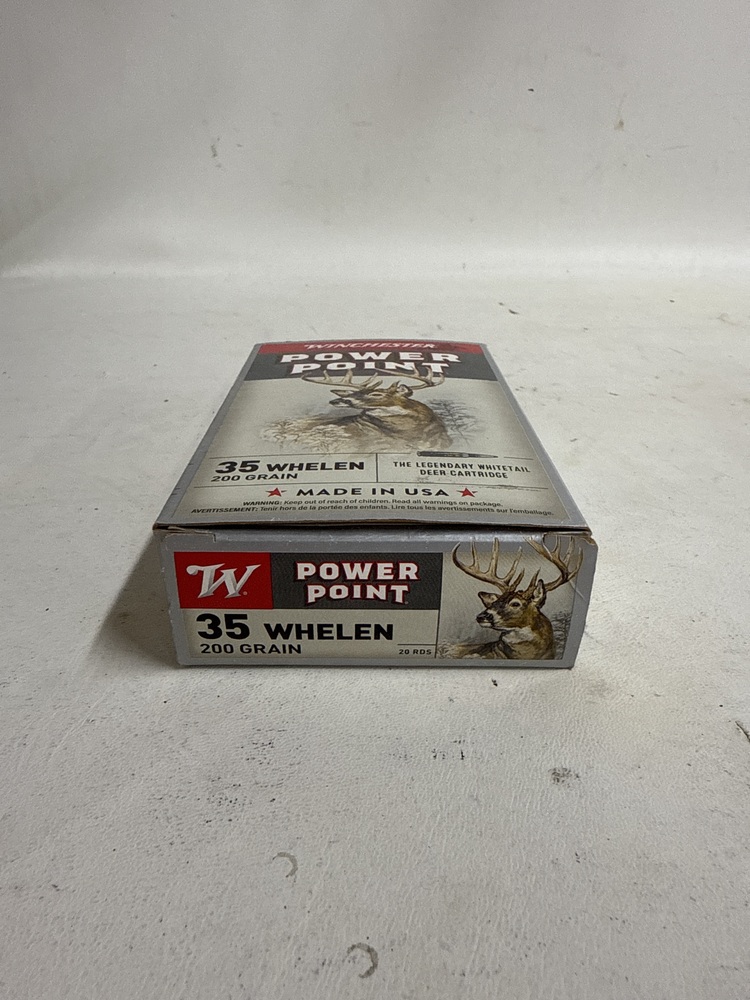 WINCHESTER
POWER
POINT
35 WHELEN
200 GRAIN
THE LEGENDARY WHITETAIL
DEER CARTRIDGE
★ MADE IN USA ★
WARNING: Keep out of reach of children. Read all warnings on package.
AVERTISSEMENT: Tenir hors de la portée des enfants. Lire tous les avertissements sur l'emballage.
W
POWER
POINT
35 WHELEN
200 GRAIN
20 RDS